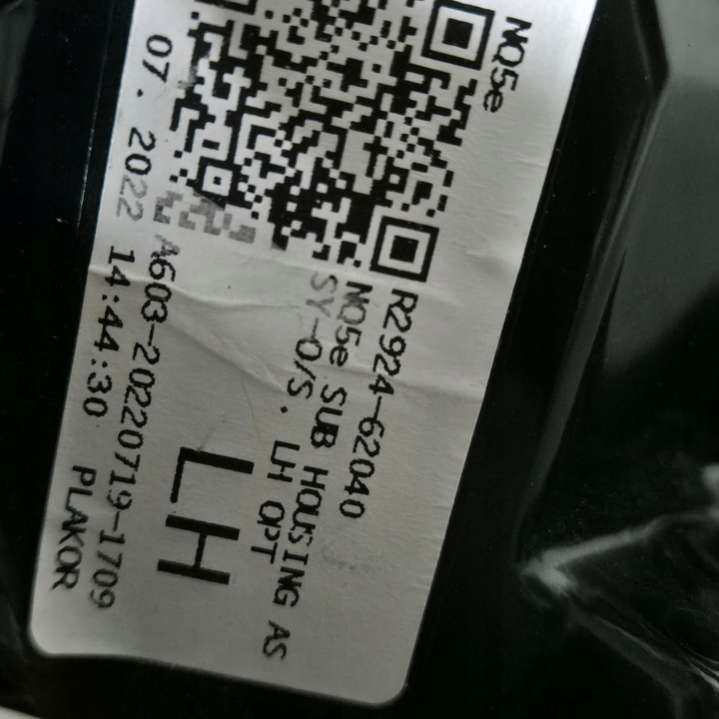 NQ5e
R2924-62040
NQ5e SUB HOUSING AS
SY-O/S. LH OPT
LH
A603-20220719-1709
07. 2022 14:44:30 PLAKOR